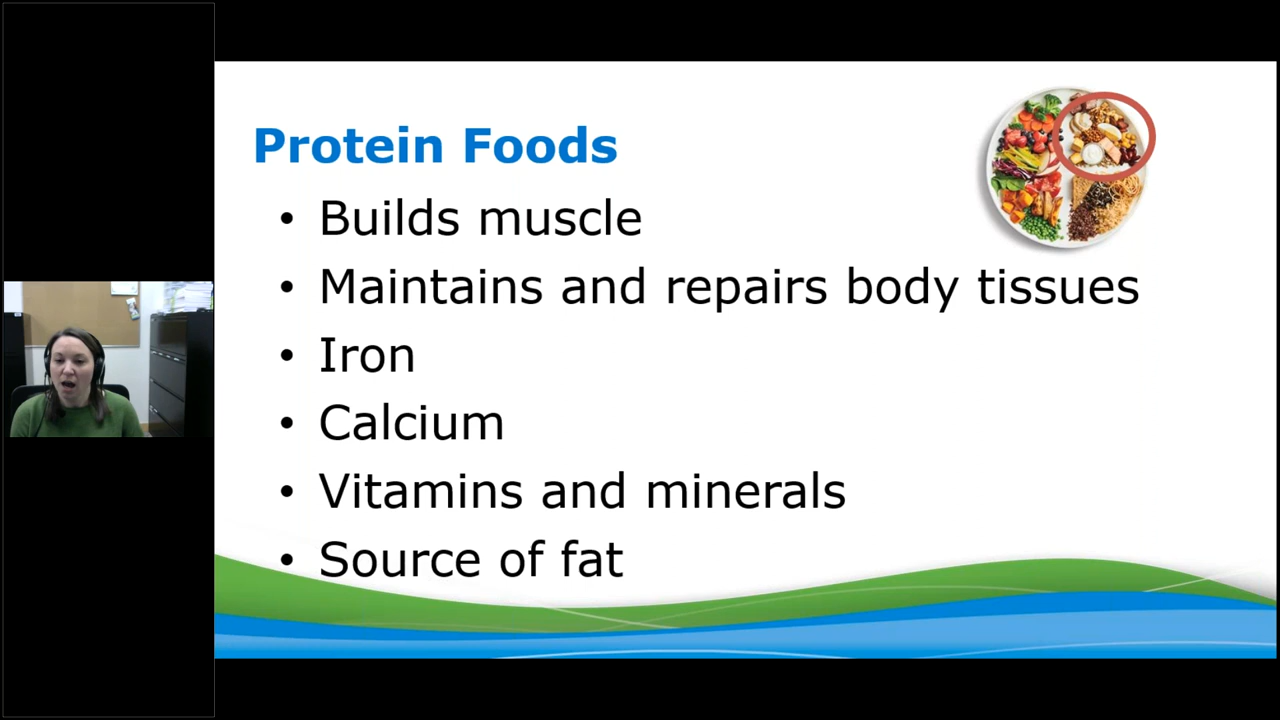 Protein Foods
• Builds muscle
• Maintains and repairs body tissues
• Iron
• Calcium
• Vitamins and minerals
• Source of fat